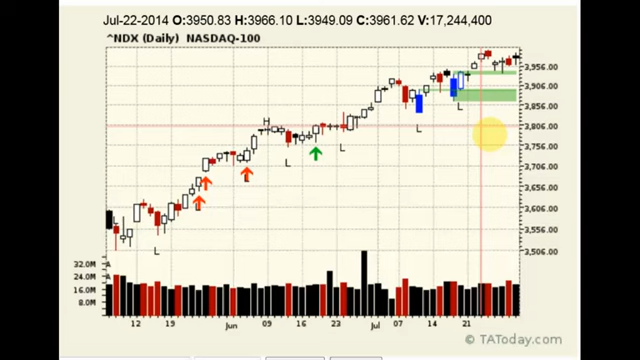 Jul-22-2014 O:3950.83 H:3966.10 L:3949.09 C:3961.62 V:17,244,400
^NDX (Daily) NASDAQ-100
3,956.00
3,906.00
3,856.00
H
L
3,806.00
L
L
3,756.00
L
3,706.00
L
3,656.00
L
3,606.00
L
3,556.00
L
3,506.00
32.0M A
24.0M A
16.0M
8.0M
12 19 Jun 09 16 23 Jul 07 14 21
© TAToday.com